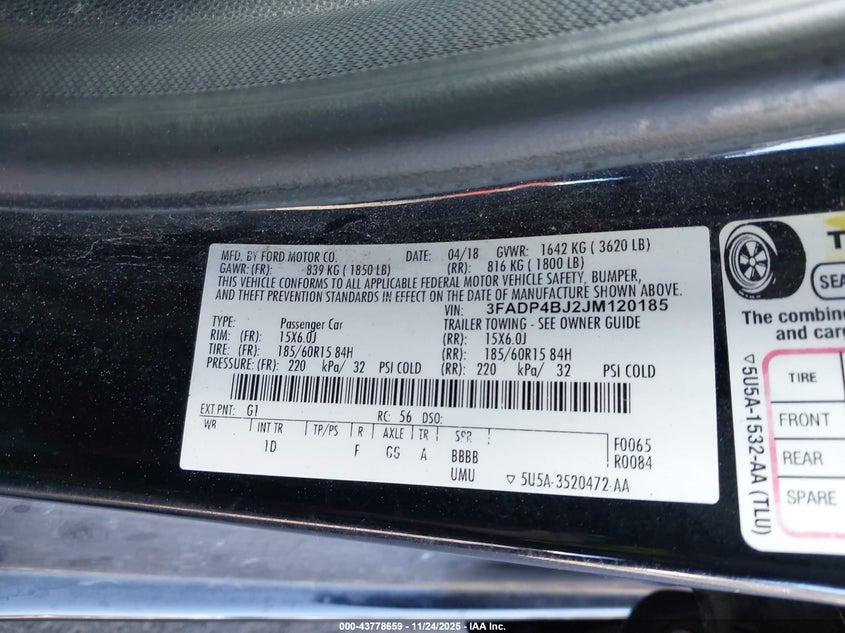 MFD. BY FORD MOTOR CO. DATE: 04/18 GVWR: 1642 KG ( 3620 LB)
GAWR: (FR): 839 KG ( 1850 LB) (RR): 816 KG ( 1800 LB)
THIS VEHICLE CONFORMS TO ALL APPLICABLE FEDERAL MOTOR VEHICLE SAFETY, BUMPER,
AND THEFT PREVENTION STANDARDS IN EFFECT ON THE DATE OF MANUFACTURE SHOWN ABOVE.
VIN: 3FADP4BJ2JM120185
TYPE: Passenger Car TRAILER TOWING - SEE OWNER GUIDE
RIM: (FR): 15X6.0J (RR): 15X6.0J
TIRE: (FR): 185/60R15 84H (RR): 185/60R15 84H
PRESSURE: (FR): 220 kPa/ 32 PSI COLD (RR): 220 kPa/ 32 PSI COLD
EXT PNT: G1 RC: 56 DSO:
WB INT TR TP/PS R AXLE TR SPR F0065
1D F GG A BBBB R0084
UMU ▽ 5U5A-3520472-AA
SEA
The combine
and carg
TIRE
FRONT
REAR
SPARE
▽5U5A-1532-AA (TLU)
000-43778659 - 11/24/2025 - IAA Inc.